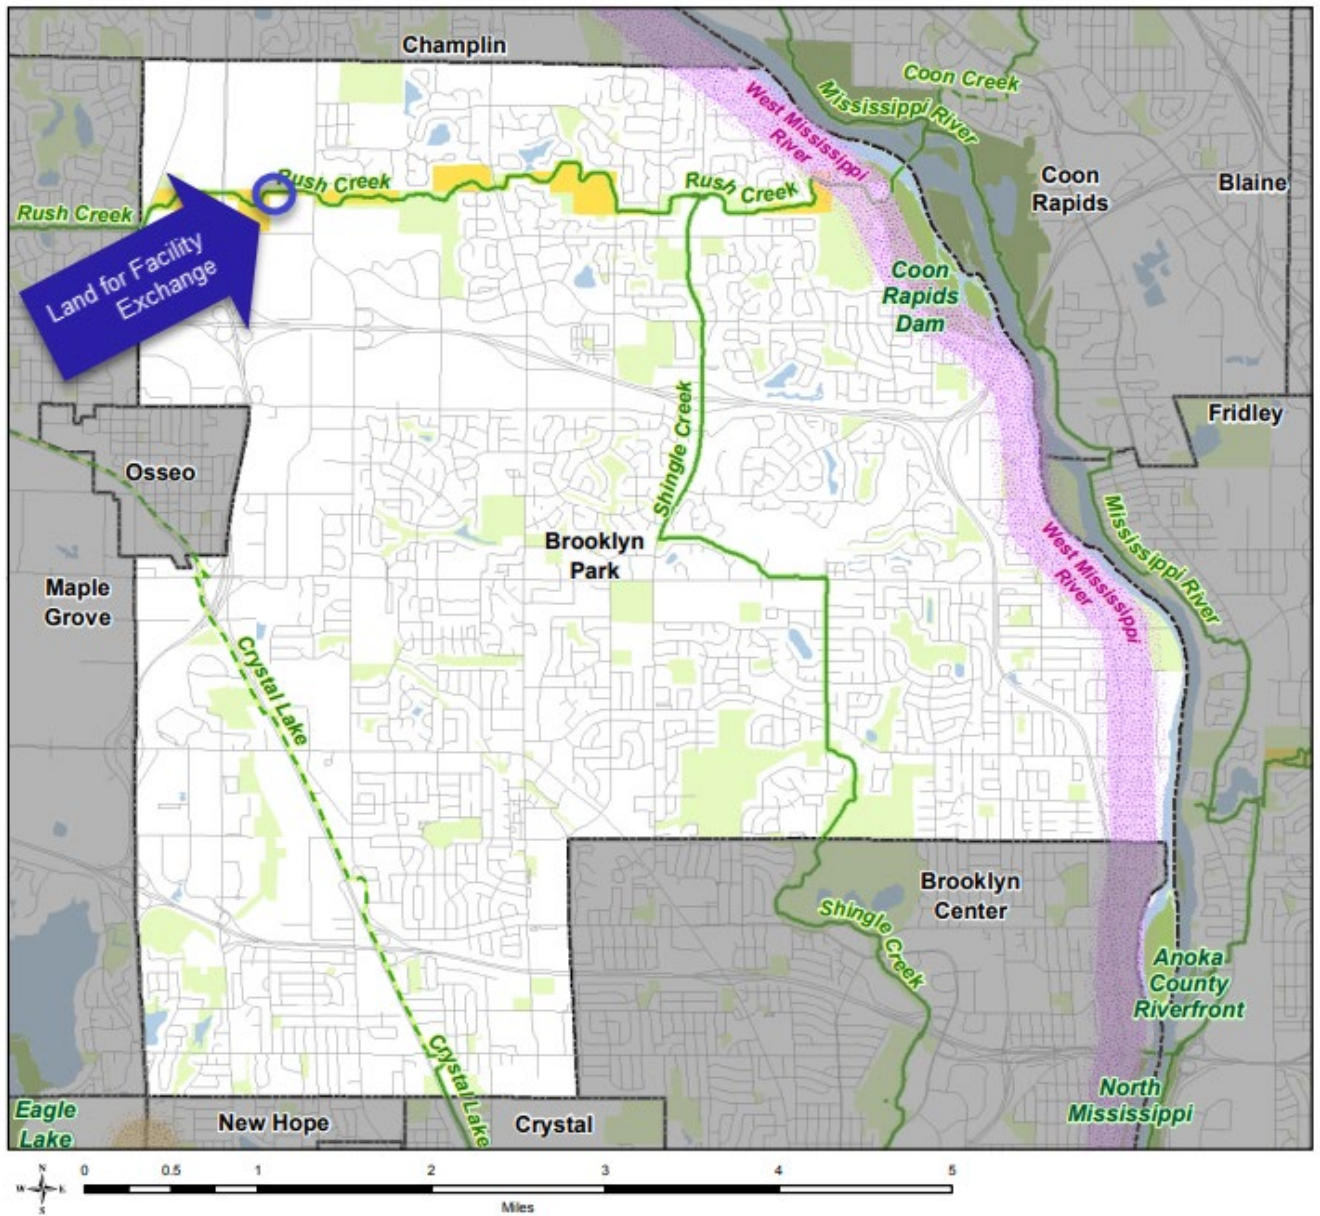 Champlin
Coon Creek
Mississippi River
West Mississippi
River
Coon
Rapids
Blaine
Rush Creek
Rush Creek
Rush Creek
Land for Facility
Exchange
Coon
Rapids
Dam
Fridley
Shingle Creek
Osseo
Mississippi River
West Mississippi
River
Brooklyn
Park
Maple
Grove
Crystal Lake
Brooklyn
Center
Shingle Creek
Anoka
County
Riverfront
Crystal Lake
North
Mississippi
Eagle
Lake
New Hope
Crystal
N
W E
S
0 0.5 1 2 3 4 5
Miles